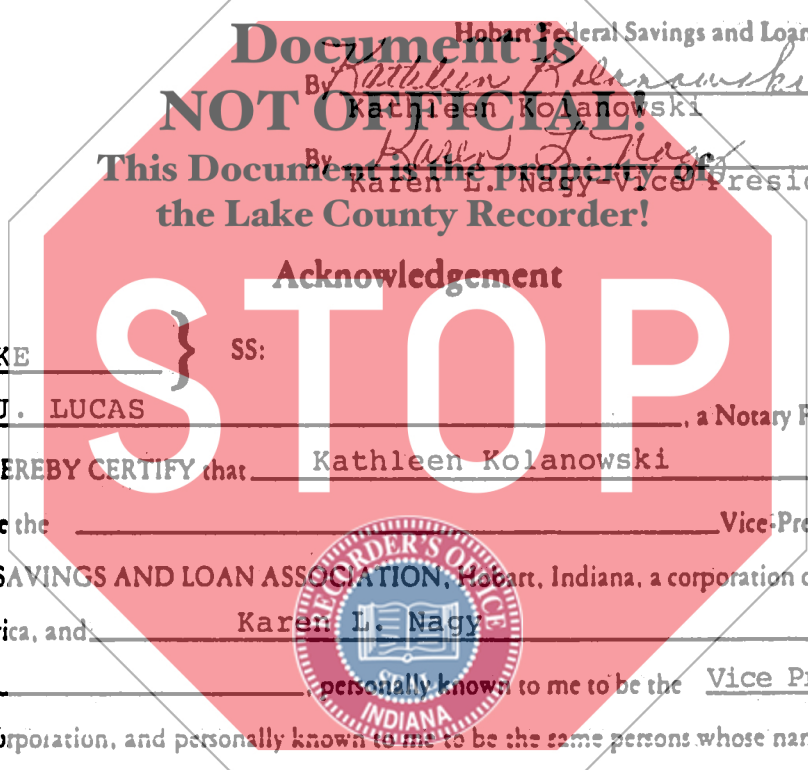 Hobart Federal Savings and Loan
Document is
By Kathleen Kolanowski
NOT OFFICIAL!
Kathleen Kolanowski
By Karen L. Nagy
This Document is the property of
Karen L. Nagy-Vice Presid
the Lake County Recorder!
Acknowledgement
STOP
KE } SS:
J. LUCAS , a Notary P
EREBY CERTIFY that Kathleen Kolanowski
e the Vice-Pre
SAVINGS AND LOAN ASSOCIATION, Hobart, Indiana, a corporation o
rica, and Karen L. Nagy
, personally known to me to be the Vice Pr
orporation, and personally known to me to be the same persons whose nam
RECORDER'S OFFICE
SEAL
INDIANA